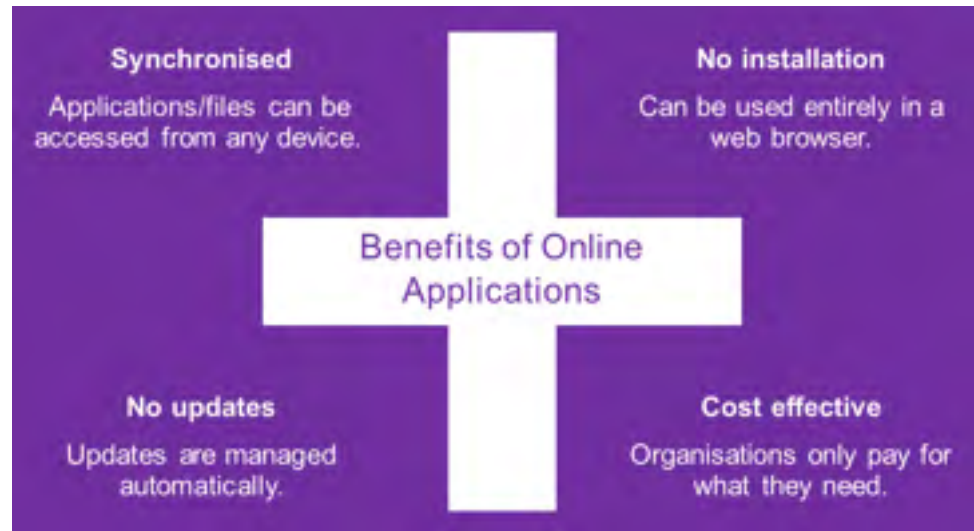 Synchronised
Applications/files can be
accessed from any device.
No installation
Can be used entirely in a
web browser.
Benefits of Online
Applications
No updates
Updates are managed
automatically.
Cost effective
Organisations only pay for
what they need.